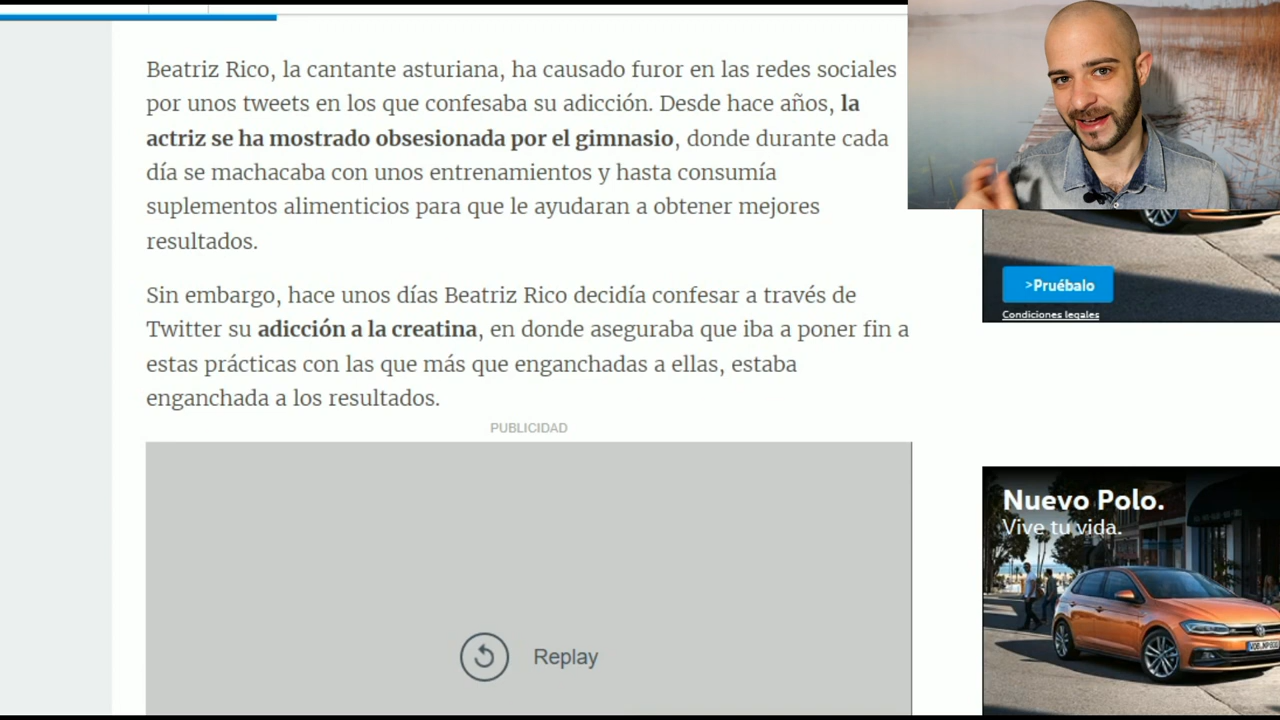 Beatriz Rico, la cantante asturiana, ha causado furor en las redes sociales
por unos tweets en los que confesaba su adicción. Desde hace años, la
actriz se ha mostrado obsesionada por el gimnasio, donde durante cada
día se machacaba con unos entrenamientos y hasta consumía
suplementos alimenticios para que le ayudaran a obtener mejores
resultados.
Sin embargo, hace unos días Beatriz Rico decidía confesar a través de
Twitter su adicción a la creatina, en donde aseguraba que iba a poner fin a
estas prácticas con las que más que enganchadas a ellas, estaba
enganchada a los resultados.
PUBLICIDAD
Replay
>Pruébalo
Condiciones legales
Nuevo Polo.
Vive tu vida.